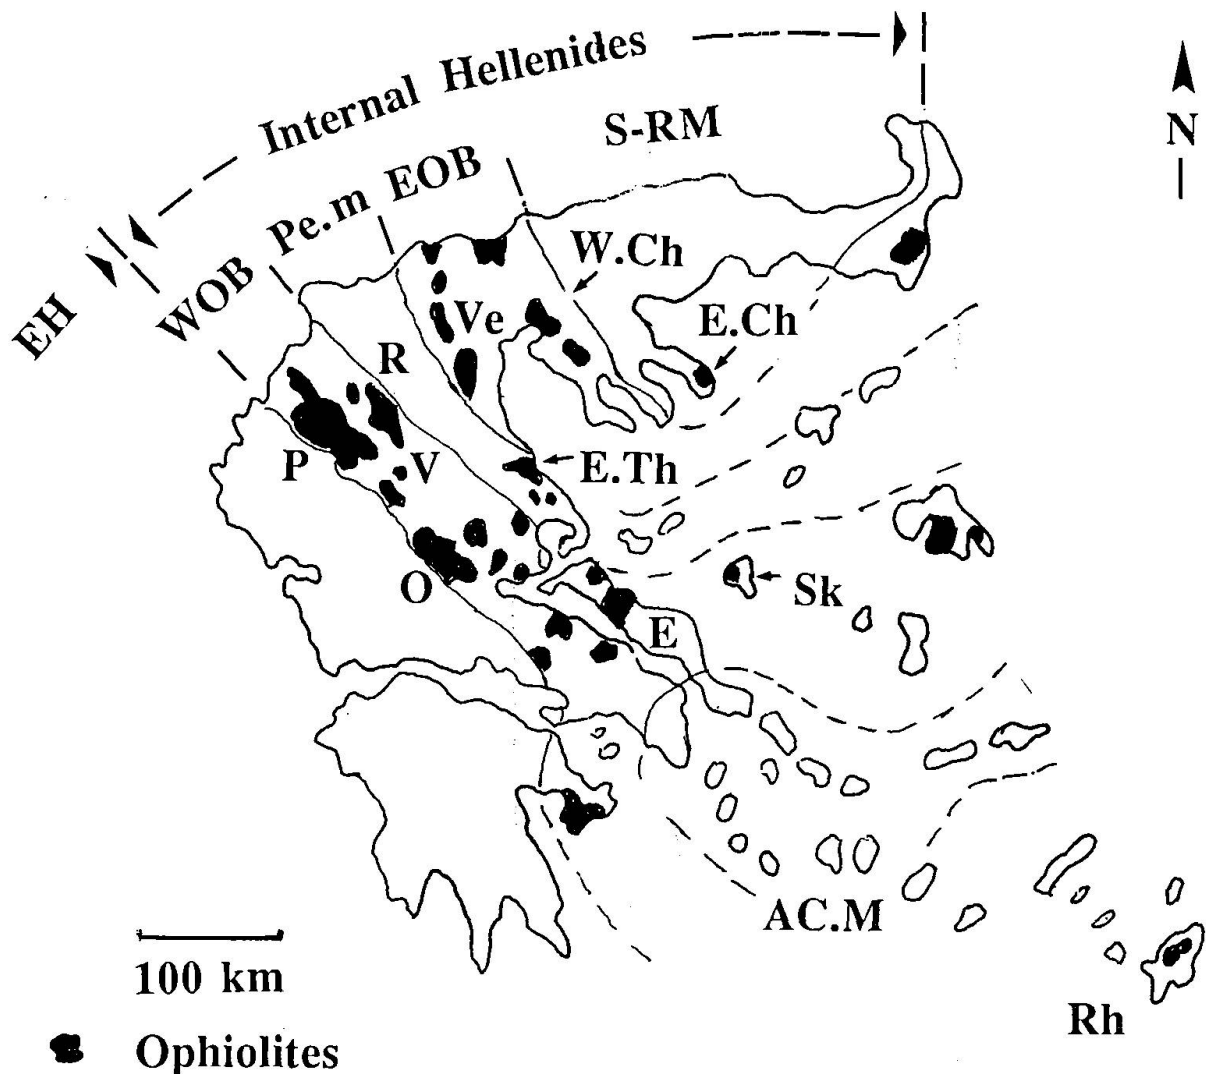 Internal Hellenides
N
S-RM
EOB
Pe.m
WOB
EH
W.Ch
Ve
E.Ch
R
P
V
E.Th
O
Sk
E
AC.M
100 km
Rh
Ophiolites